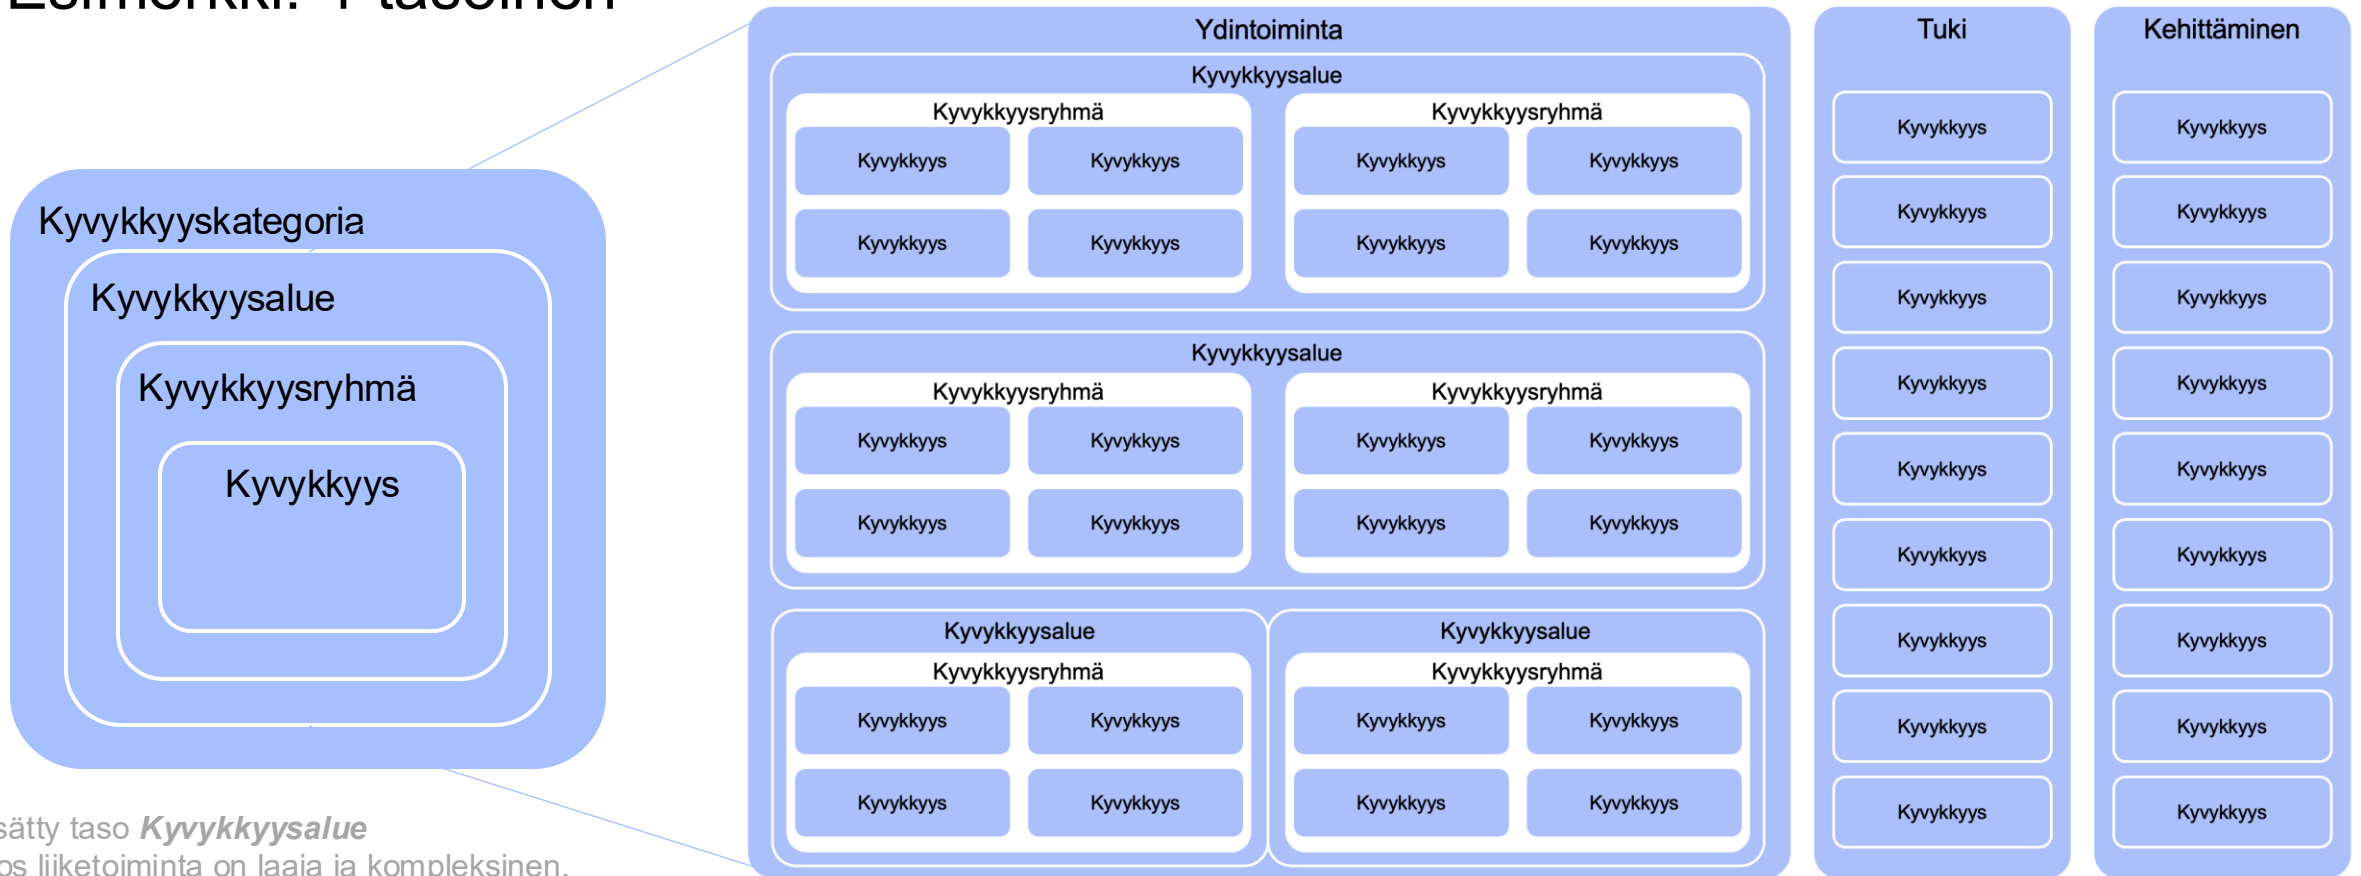 Esimerkki: 4-tasoinen
Kyvykkyyskategoria
Kyvykkyysalue
Kyvykkyysryhmä
Kyvykkyys
taso Kyvykkyysalue
liiketoiminta on laaja ja kompleksinen.
Ydintoiminta
Kyvykkyysalue
Kyvykkyysryhmä Kyvykkyysryhmä
Kyvykkyys Kyvykkyys Kyvykkyys Kyvykkyys
Kyvykkyys Kyvykkyys Kyvykkyys Kyvykkyys
Kyvykkyysalue
Kyvykkyysryhmä Kyvykkyysryhmä
Kyvykkyys Kyvykkyys Kyvykkyys Kyvykkyys
Kyvykkyys Kyvykkyys Kyvykkyys Kyvykkyys
Kyvykkyysalue Kyvykkyysalue
Kyvykkyysryhmä Kyvykkyysryhmä
Kyvykkyys Kyvykkyys Kyvykkyys Kyvykkyys
Kyvykkyys Kyvykkyys Kyvykkyys Kyvykkyys
Tuki
Kyvykkyys
Kyvykkyys
Kyvykkyys
Kyvykkyys
Kyvykkyys
Kyvykkyys
Kyvykkyys
Kyvykkyys
Kyvykkyys
Kehittäminen
Kyvykkyys
Kyvykkyys
Kyvykkyys
Kyvykkyys
Kyvykkyys
Kyvykkyys
Kyvykkyys
Kyvykkyys
Kyvykkyys